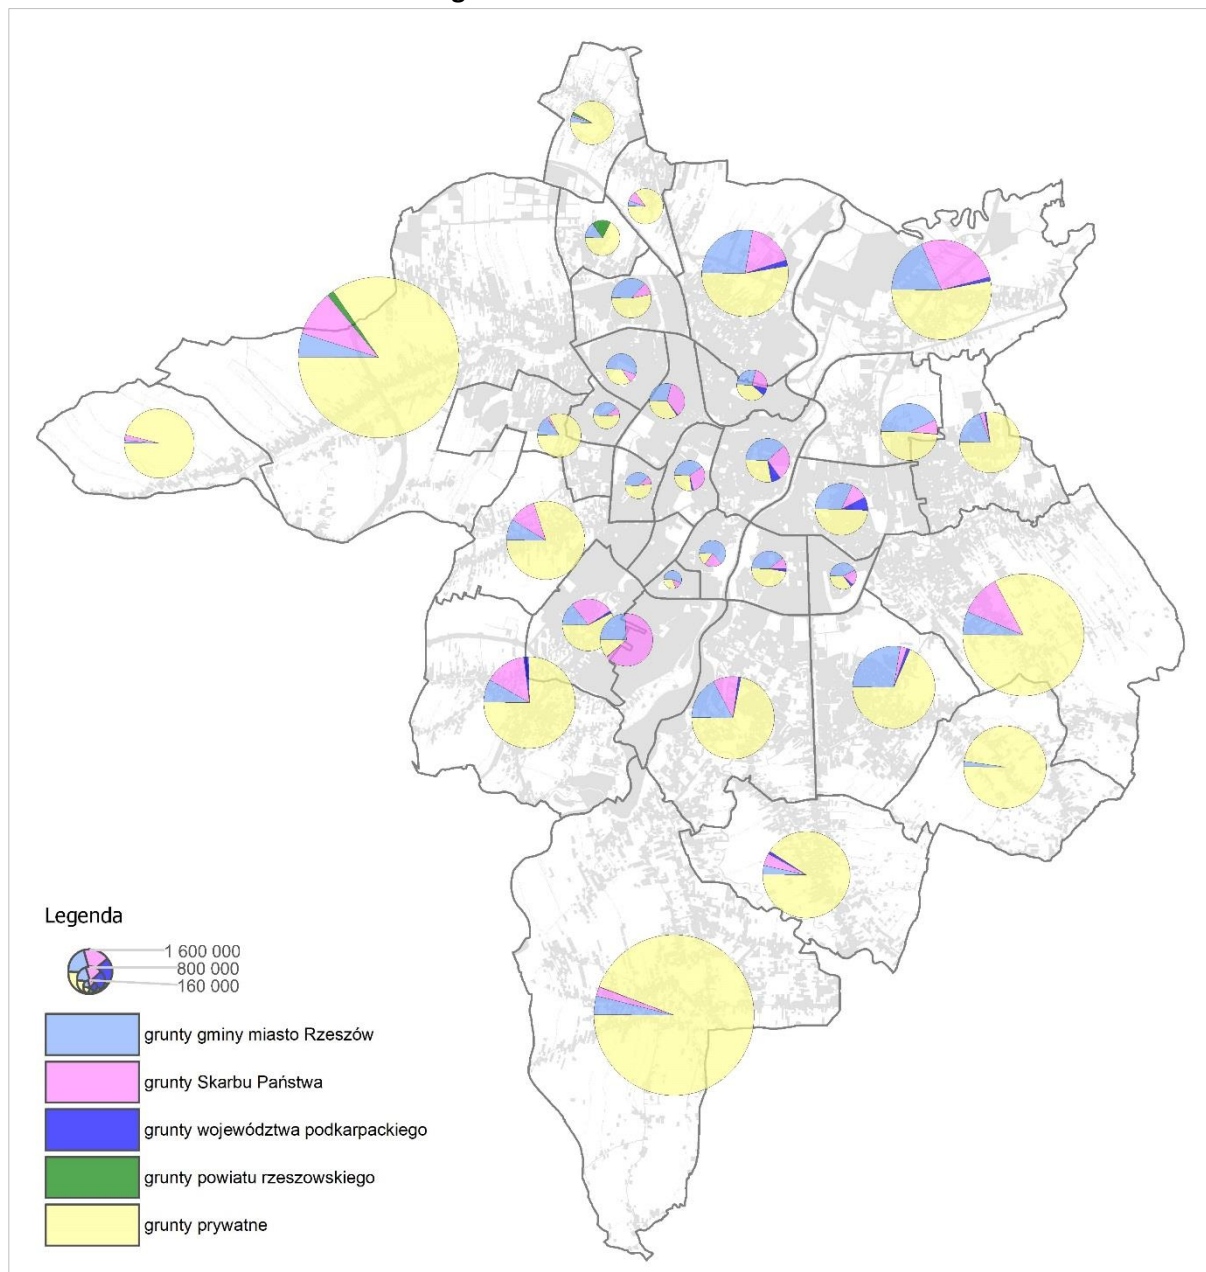 Legenda
1 600 000
800 000
160 000
grunty gminy miasto Rzeszów
grunty Skarbu Państwa
grunty województwa podkarpackiego
grunty powiatu rzeszowskiego
grunty prywatne